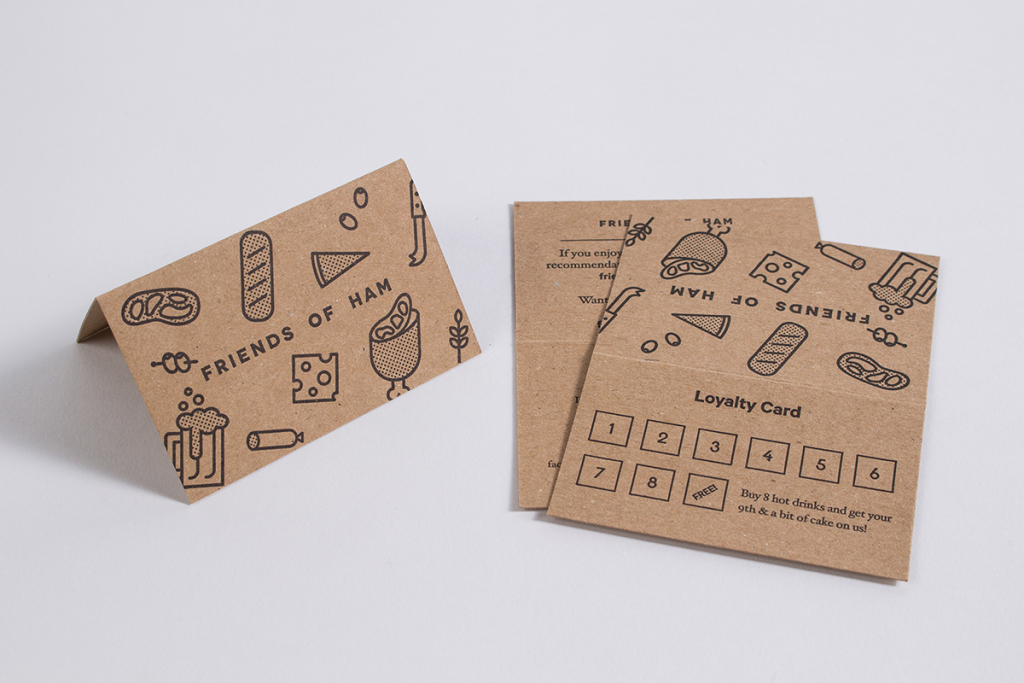 FRIENDS OF HAM
HAM
If you enjoy
Want
FRIENDS OF HAM
Loyalty Card
1 2 3 4 5 6
7 8 FREE!
Buy 8 hot drinks and get your
9th & a bit of cake on us!